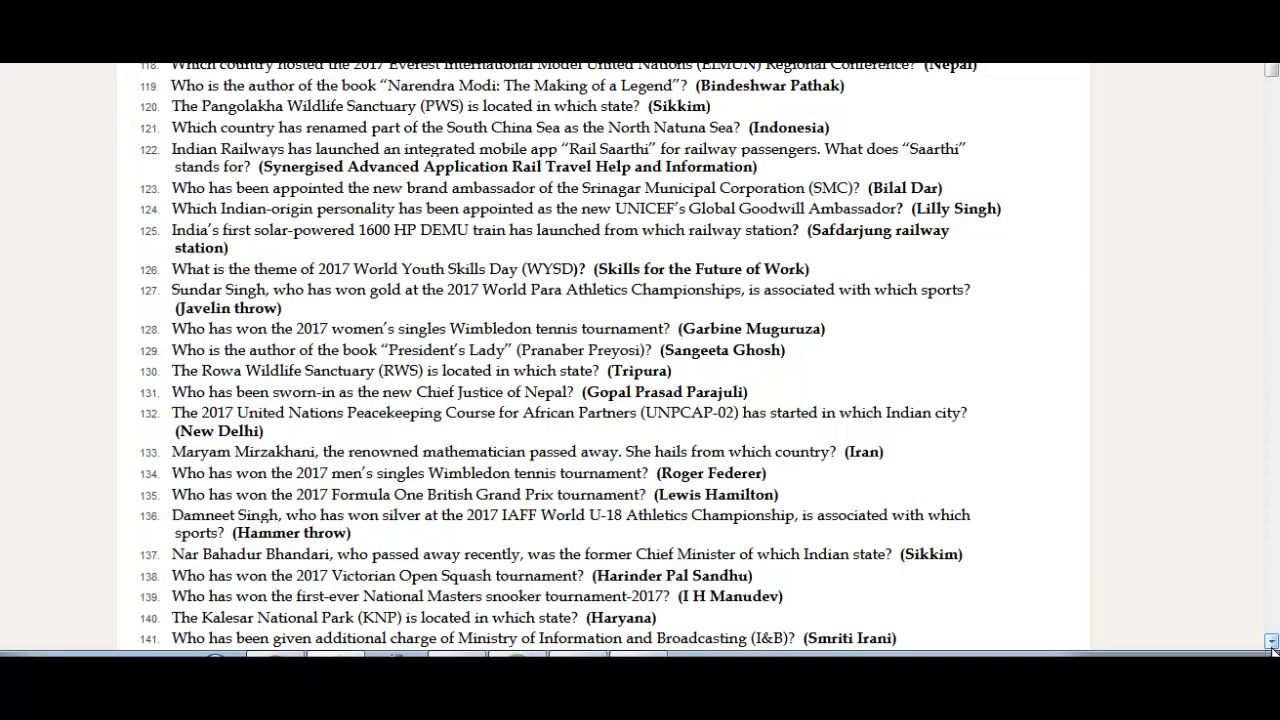 118. Which country hosted the 2017 Everest International Model United Nations (EIMUN) Regional Conference? (Nepal)
119. Who is the author of the book “Narendra Modi: The Making of a Legend”? (Bindeshwar Pathak)
120. The Pangolakha Wildlife Sanctuary (PWS) is located in which state? (Sikkim)
121. Which country has renamed part of the South China Sea as the North Natuna Sea? (Indonesia)
122. Indian Railways has launched an integrated mobile app “Rail Saarthi” for railway passengers. What does “Saarthi”
stands for? (Synergised Advanced Application Rail Travel Help and Information)
123. Who has been appointed the new brand ambassador of the Srinagar Municipal Corporation (SMC)? (Bilal Dar)
124. Which Indian-origin personality has been appointed as the new UNICEF’s Global Goodwill Ambassador? (Lilly Singh)
125. India’s first solar-powered 1600 HP DEMU train has launched from which railway station? (Safdarjung railway
station)
126. What is the theme of 2017 World Youth Skills Day (WYSD)? (Skills for the Future of Work)
127. Sundar Singh, who has won gold at the 2017 World Para Athletics Championships, is associated with which sports?
(Javelin throw)
128. Who has won the 2017 women’s singles Wimbledon tennis tournament? (Garbine Muguruza)
129. Who is the author of the book “President’s Lady” (Pranaber Preyosi)? (Sangeeta Ghosh)
130. The Rowa Wildlife Sanctuary (RWS) is located in which state? (Tripura)
131. Who has been sworn-in as the new Chief Justice of Nepal? (Gopal Prasad Parajuli)
132. The 2017 United Nations Peacekeeping Course for African Partners (UNPCAP-02) has started in which Indian city?
(New Delhi)
133. Maryam Mirzakhani, the renowned mathematician passed away. She hails from which country? (Iran)
134. Who has won the 2017 men’s singles Wimbledon tennis tournament? (Roger Federer)
135. Who has won the 2017 Formula One British Grand Prix tournament? (Lewis Hamilton)
136. Damneet Singh, who has won silver at the 2017 IAFF World U-18 Athletics Championship, is associated with which
sports? (Hammer throw)
137. Nar Bahadur Bhandari, who passed away recently, was the former Chief Minister of which Indian state? (Sikkim)
138. Who has won the 2017 Victorian Open Squash tournament? (Harinder Pal Sandhu)
139. Who has won the first-ever National Masters snooker tournament-2017? (I H Manudev)
140. The Kalesar National Park (KNP) is located in which state? (Haryana)
141. Who has been given additional charge of Ministry of Information and Broadcasting (I&B)? (Smriti Irani)